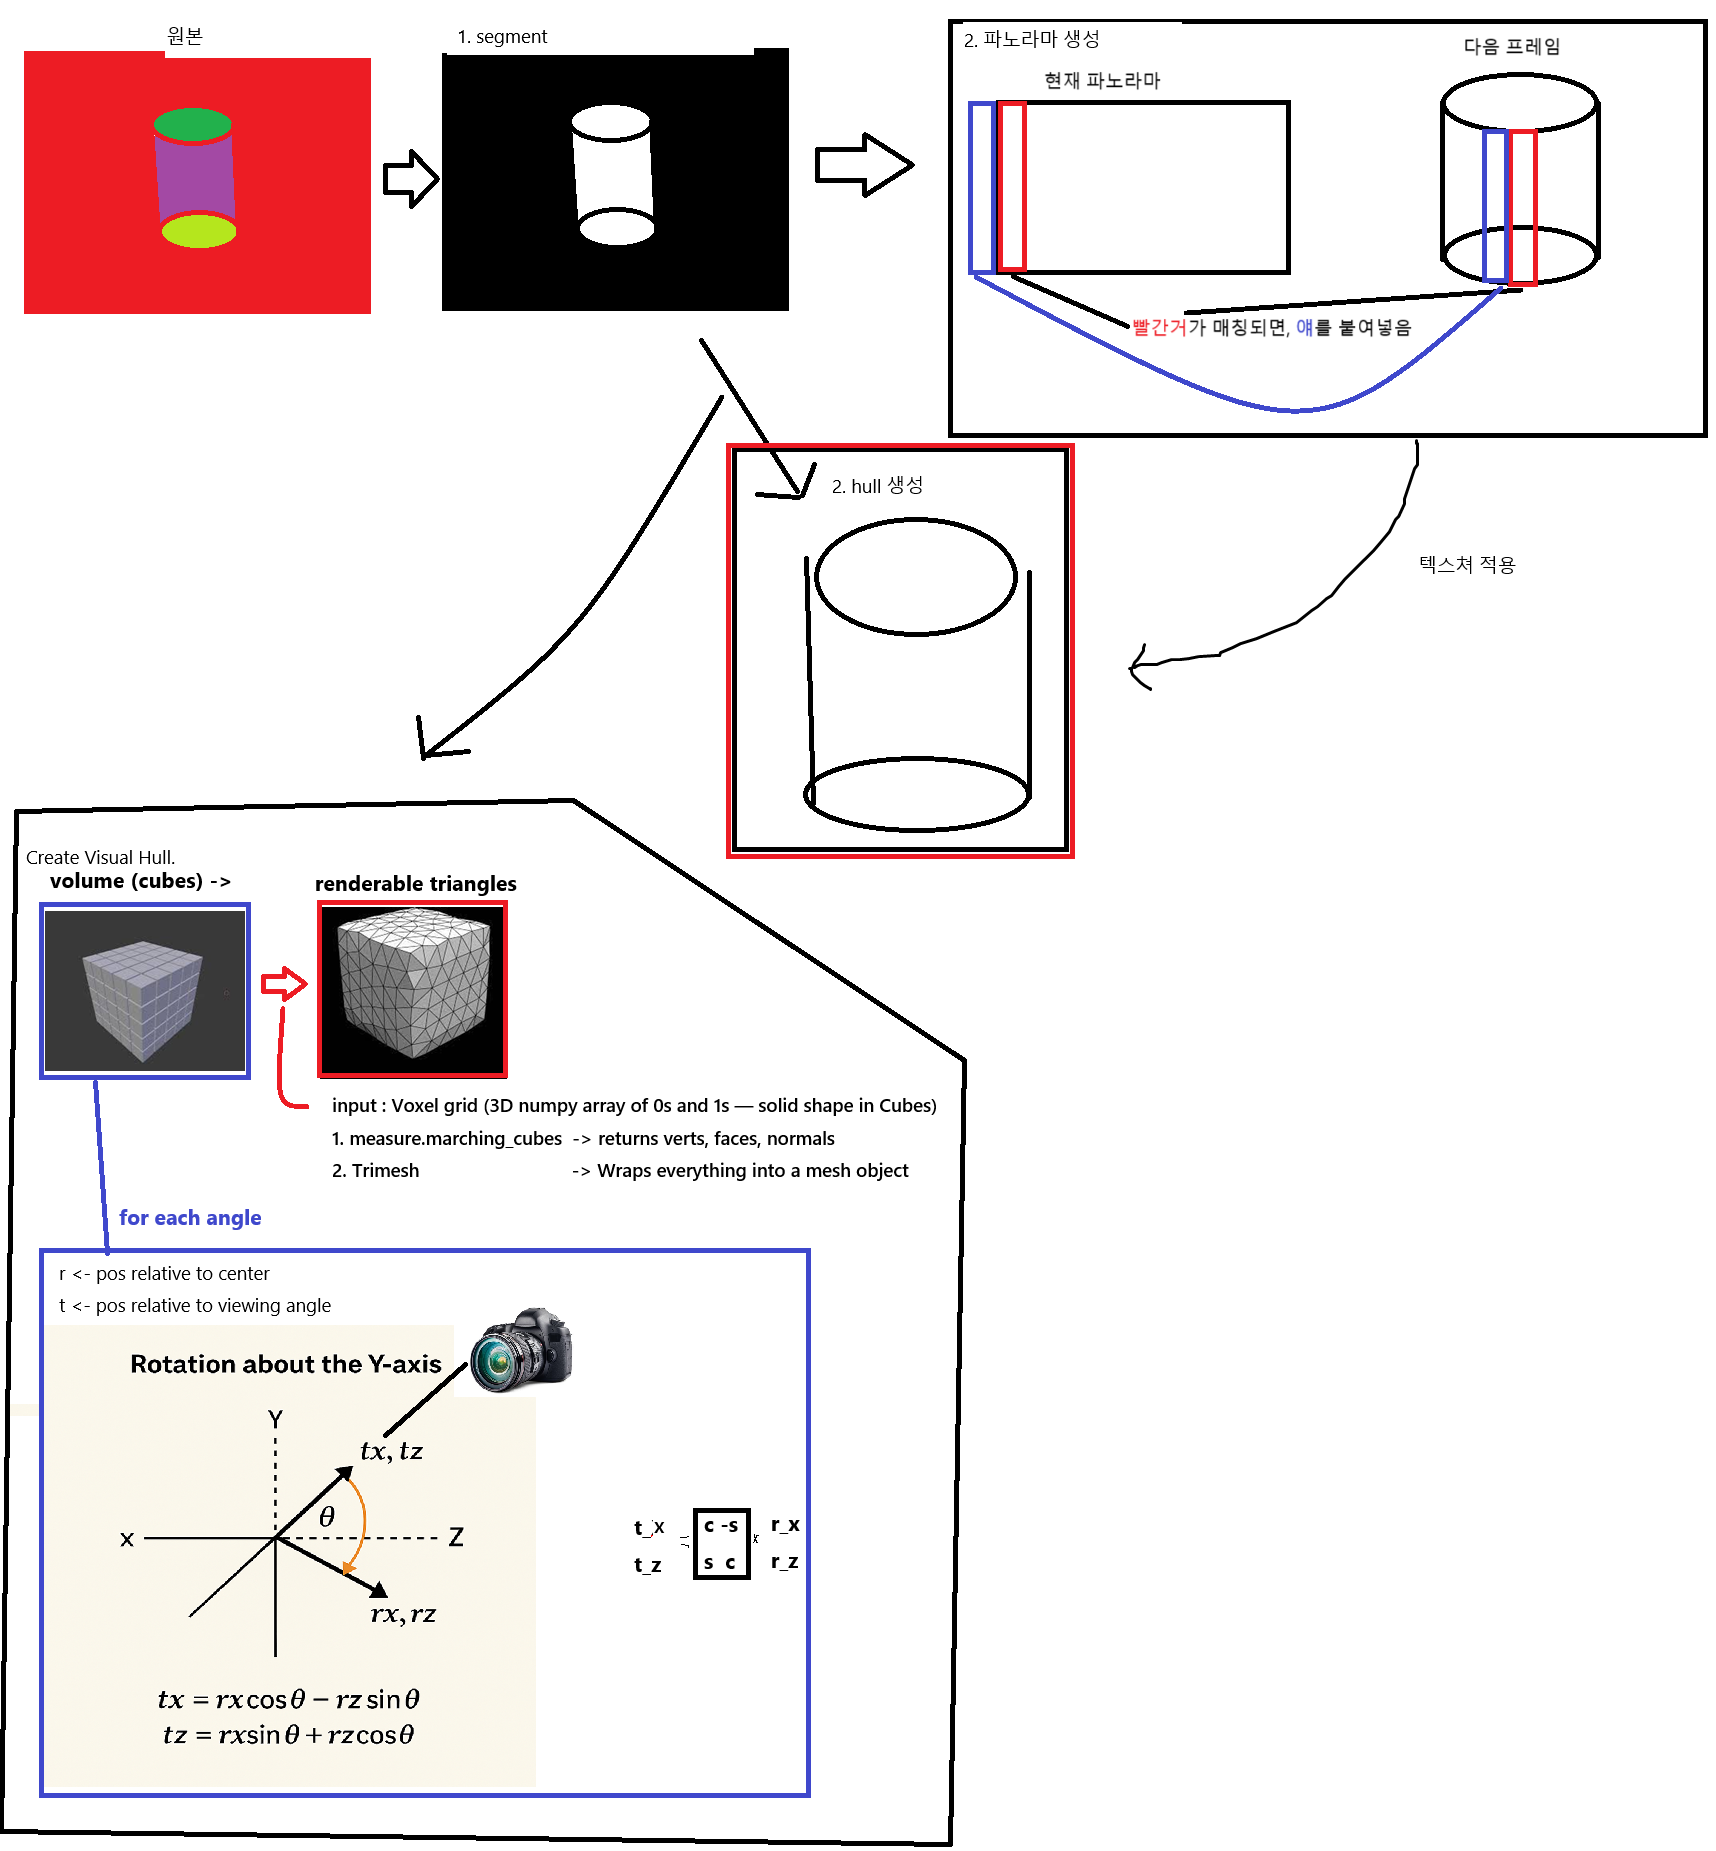 원본
1. segment
2. 파노라마 생성
현재 파노라마
다음 프레임
빨간거가 매칭되면, 얘를 붙여넣음
2. hull 생성
텍스쳐 적용
Create Visual Hull.
volume (cubes) ->
renderable triangles
input : Voxel grid (3D numpy array of 0s and 1s — solid shape in Cubes)
1. measure.marching_cubes -> returns verts, faces, normals
2. Trimesh -> Wraps everything into a mesh object
for each angle
r <- pos relative to center
t <- pos relative to viewing angle
Rotation about the Y-axis
Y
tx, tz
θ
x
Z
rx, rz
t_x
c -s
r_x
t_z
s c
r_z
tx = rx cos θ − rz sin θ
tz = rx sin θ + rz cos θ